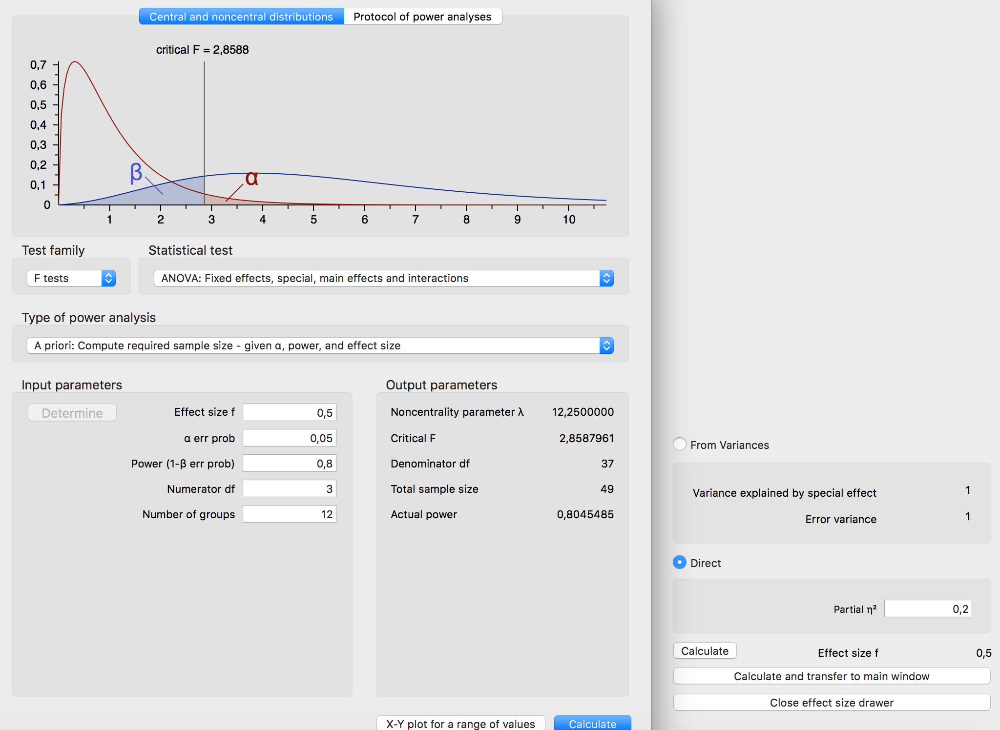 Central and noncentral distributions
Protocol of power analyses
critical F = 2,8588
0,7
0,6
0,5
0,4
0,3
0,2
0,1
0
β
α
1 2 3 4 5 6 7 8 9 10
Test family
Statistical test
F tests
ANOVA: Fixed effects, special, main effects and interactions
Type of power analysis
A priori: Compute required sample size - given α, power, and effect size
Input parameters
Determine
Effect size f 0,5
α err prob 0,05
Power (1-β err prob) 0,8
Numerator df 3
Number of groups 12
Output parameters
Noncentrality parameter λ 12,2500000
Critical F 2,8587961
Denominator df 37
Total sample size 49
Actual power 0,8045485
X-Y plot for a range of values
Calculate
From Variances
Variance explained by special effect 1
Error variance 1
Direct
Partial η² 0,2
Calculate
Effect size f 0,5
Calculate and transfer to main window
Close effect size drawer